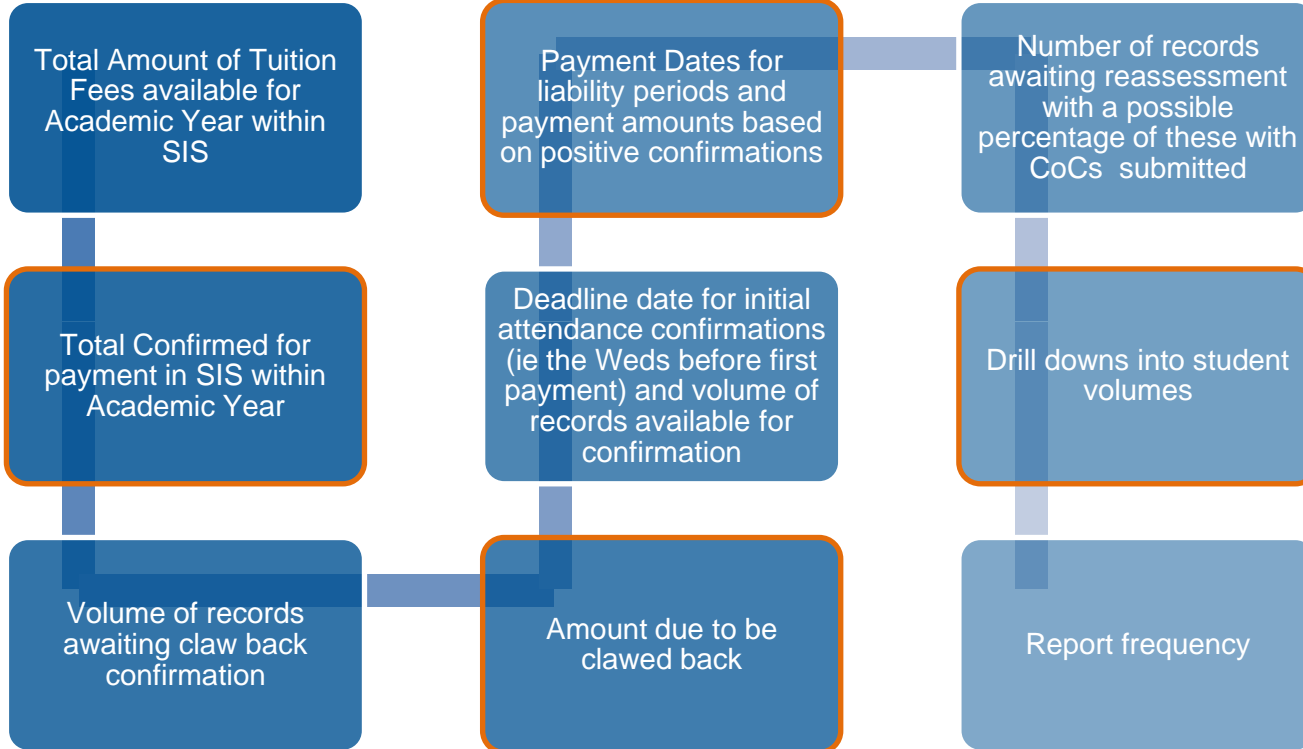 Total Amount of Tuition
Fees available for
Academic Year within
SIS
Total Confirmed for
payment in SIS within
Academic Year
Volume of records
awaiting claw back
confirmation
Amount due to be
clawed back
Deadline date for initial
attendance confirmations
(ie the Weds before first
payment) and volume of
records available for
confirmation
Payment Dates for
liability periods and
payment amounts based
on positive confirmations
Number of records
awaiting reassessment
with a possible
percentage of these with
CoCs submitted
Drill downs into student
volumes
Report frequency